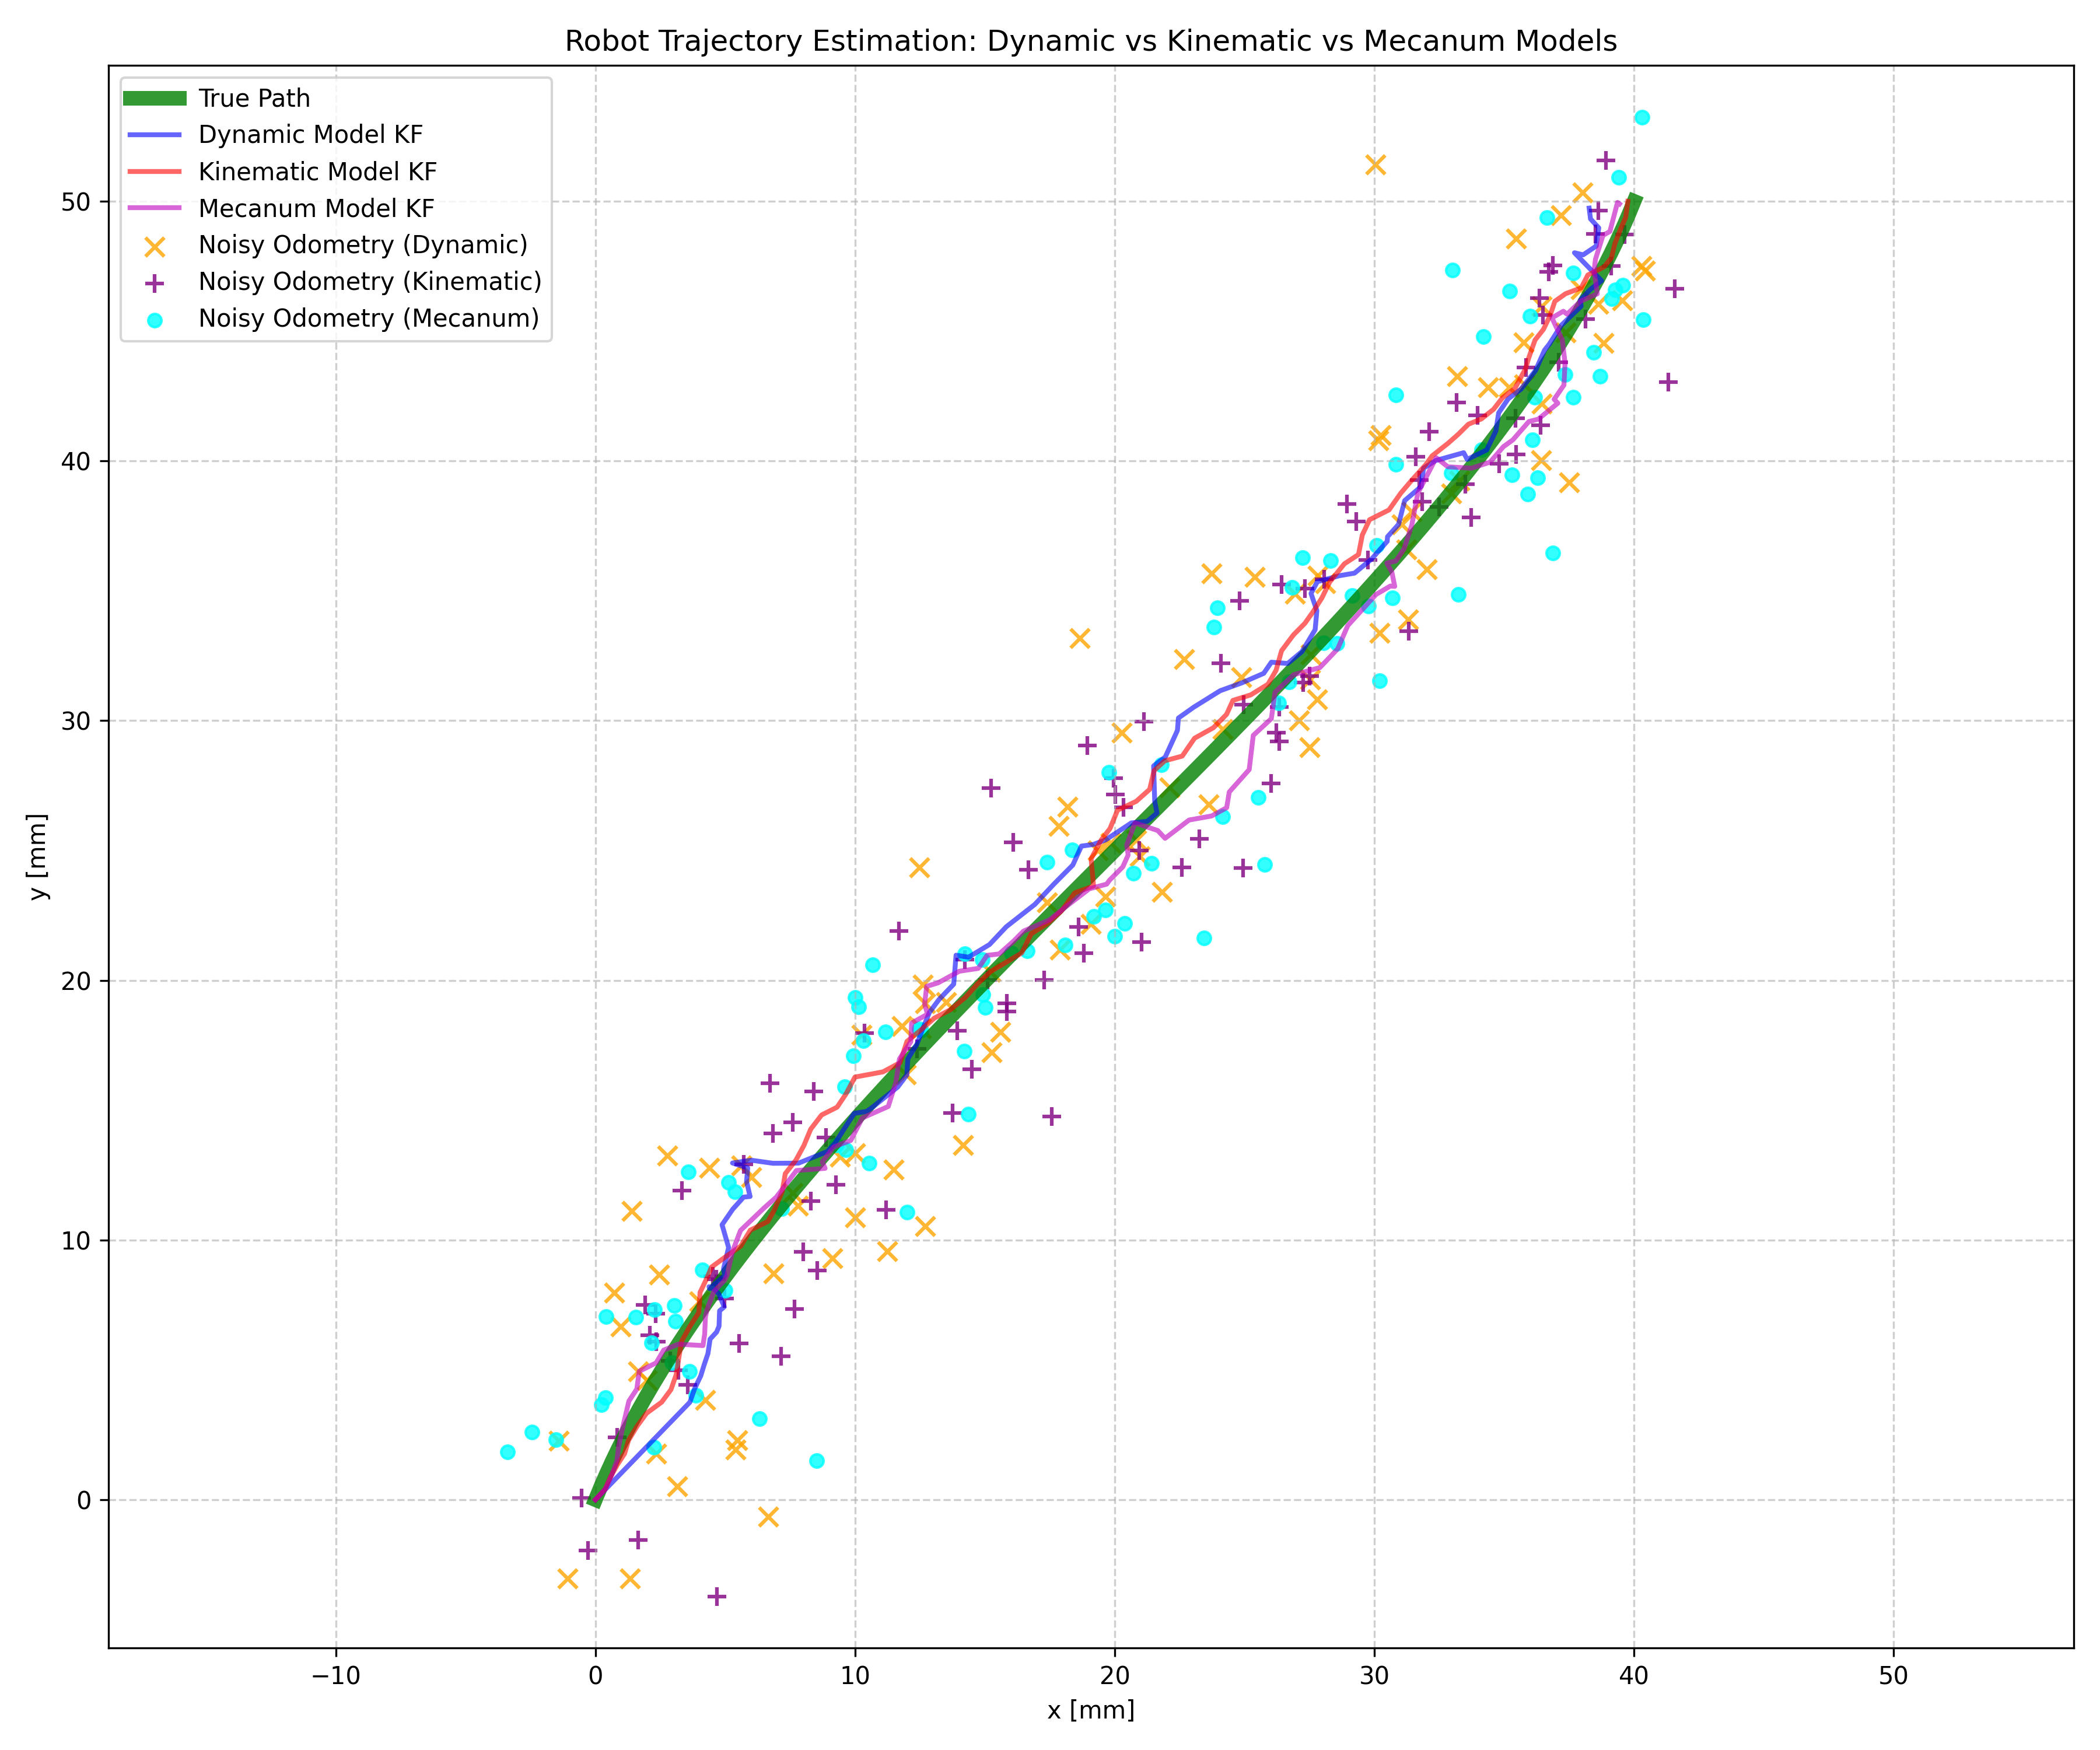 Robot Trajectory Estimation: Dynamic vs Kinematic vs Mecanum Models
True Path
Dynamic Model KF
Kinematic Model KF
Mecanum Model KF
Noisy Odometry (Dynamic)
Noisy Odometry (Kinematic)
Noisy Odometry (Mecanum)
50
40
30
20
10
0
y [mm]
−10 0 10 20 30 40 50
x [mm]